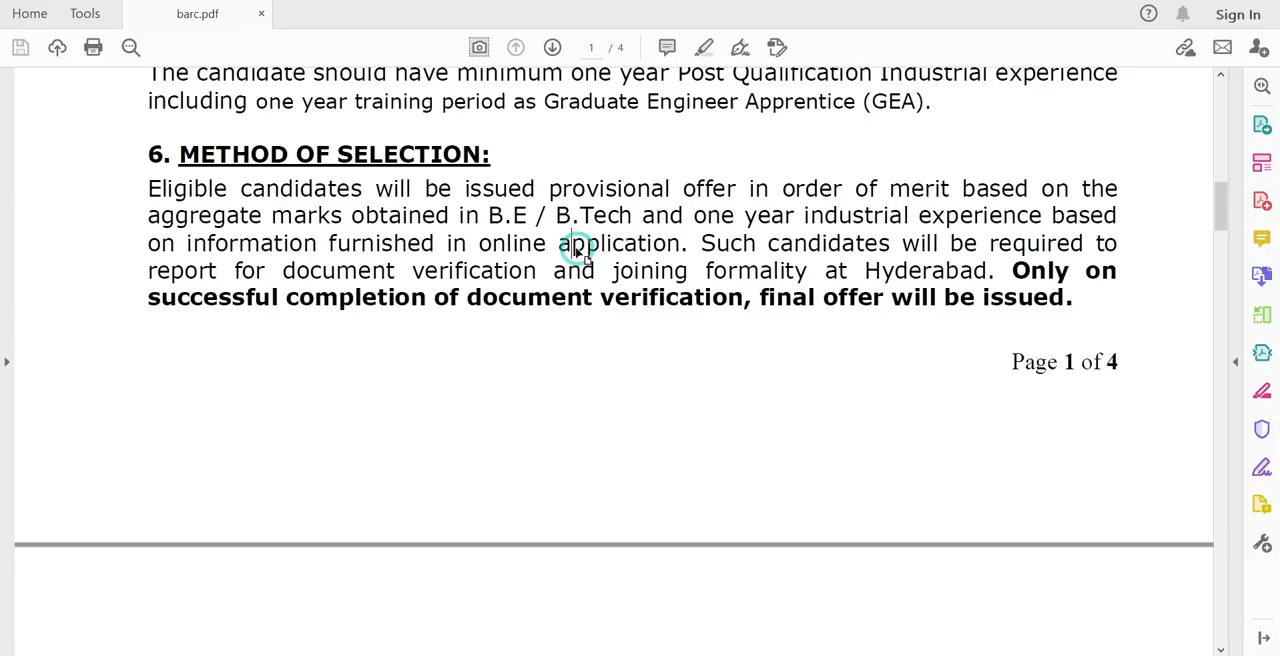 Home Tools barc.pdf × Sign In
1 / 4
The candidate should have minimum one year Post Qualification Industrial experience
including one year training period as Graduate Engineer Apprentice (GEA).
6. METHOD OF SELECTION:
Eligible candidates will be issued provisional offer in order of merit based on the
aggregate marks obtained in B.E / B.Tech and one year industrial experience based
on information furnished in online application. Such candidates will be required to
report for document verification and joining formality at Hyderabad. Only on
successful completion of document verification, final offer will be issued.
Page 1 of 4